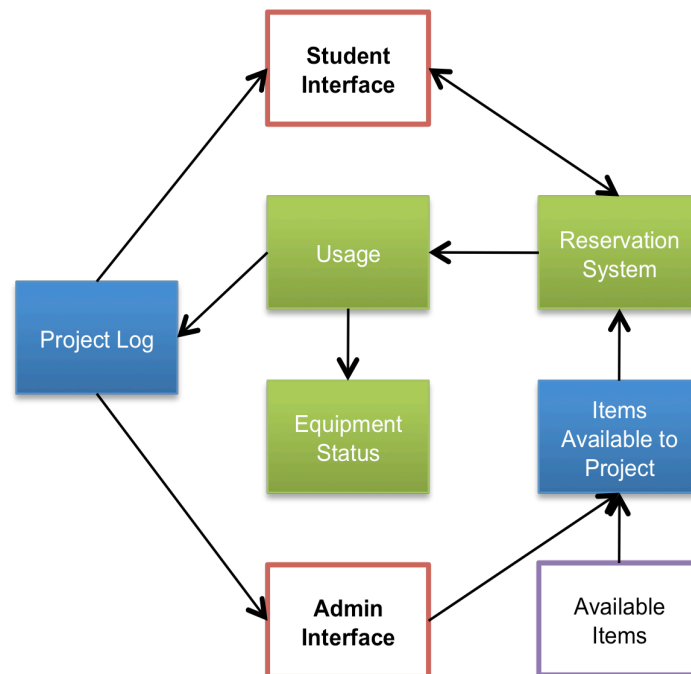 Student
Interface
Usage
Reservation
System
Project Log
Equipment
Status
Items
Available to
Project
Admin
Interface
Available
Items